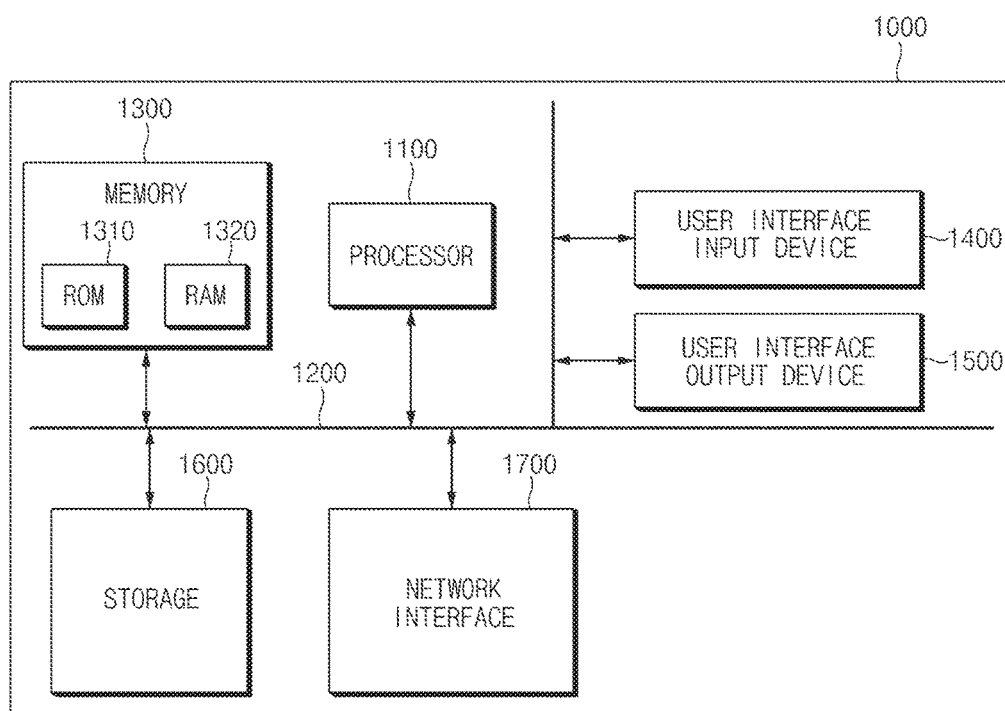 1000
1300
MEMORY
1310
1320
ROM
RAM
1100
PROCESSOR
USER INTERFACE
INPUT DEVICE
1400
USER INTERFACE
OUTPUT DEVICE
1500
1200
1600
STORAGE
1700
NETWORK
INTERFACE